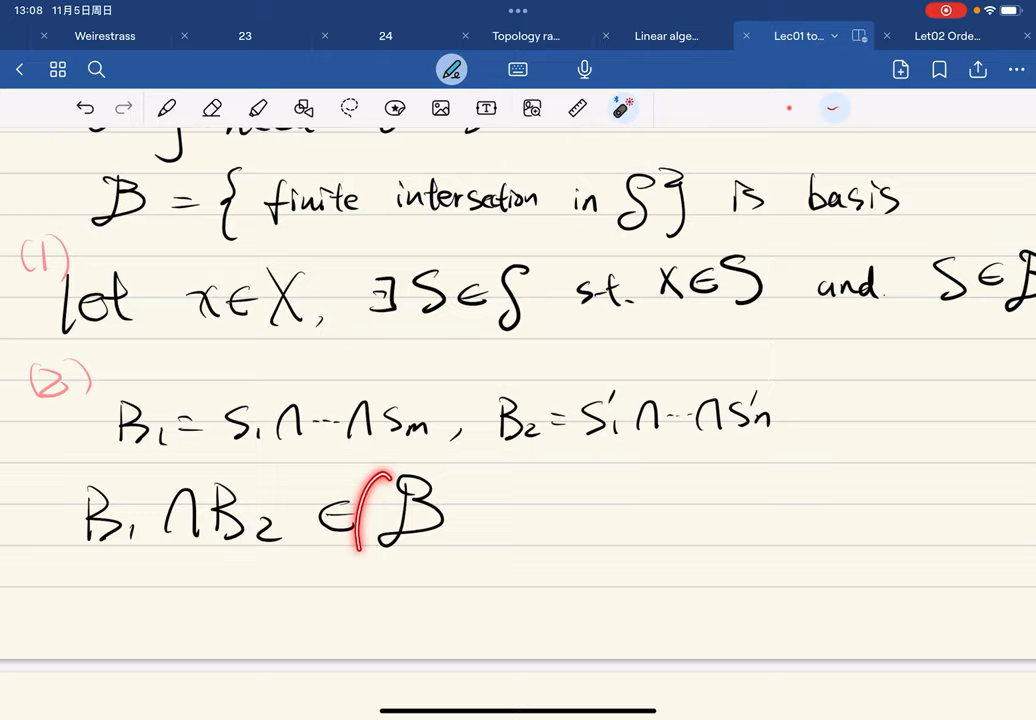 13:08 11月5日周日
Weirestrass 23 24 Topology ra... Linear alge... Lec01 to... Let02 Orde...
need
B = { finite intersection in S } is basis
(1)
let x∈X, ∃ S∈S st. x∈S and S∈B
(2)
B₁ = S₁ ∩ ··· ∩ Sm , B₂ = S'₁ ∩ ··· ∩ S'n
B₁ ∩ B₂ ∈ B